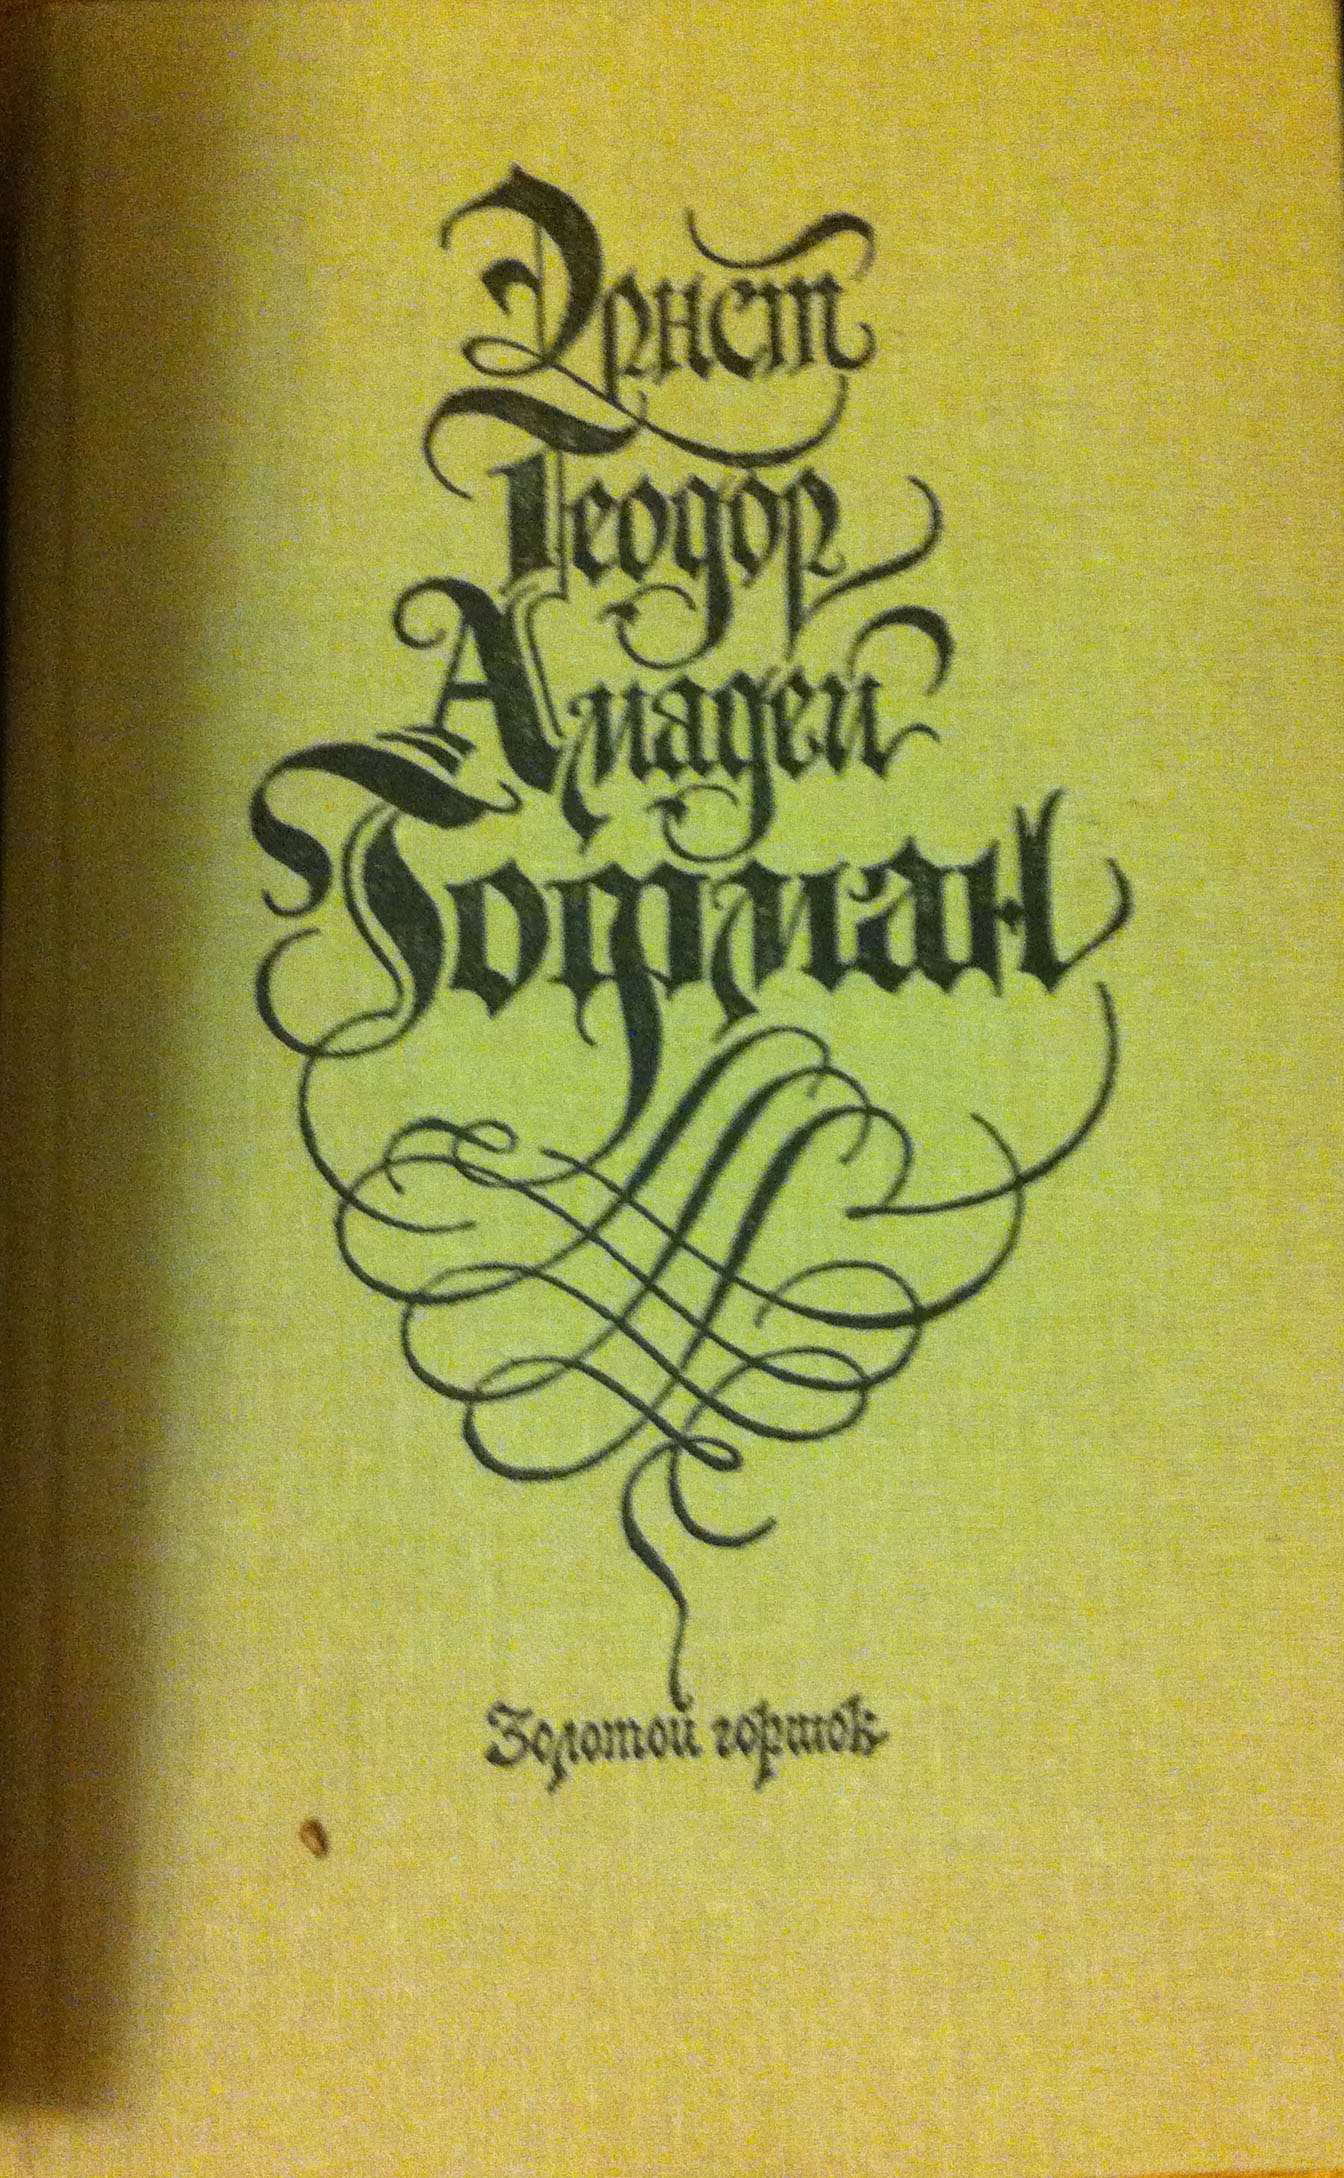 Эрнст
Теодор
Амадей
Гофман
Золотой горшок